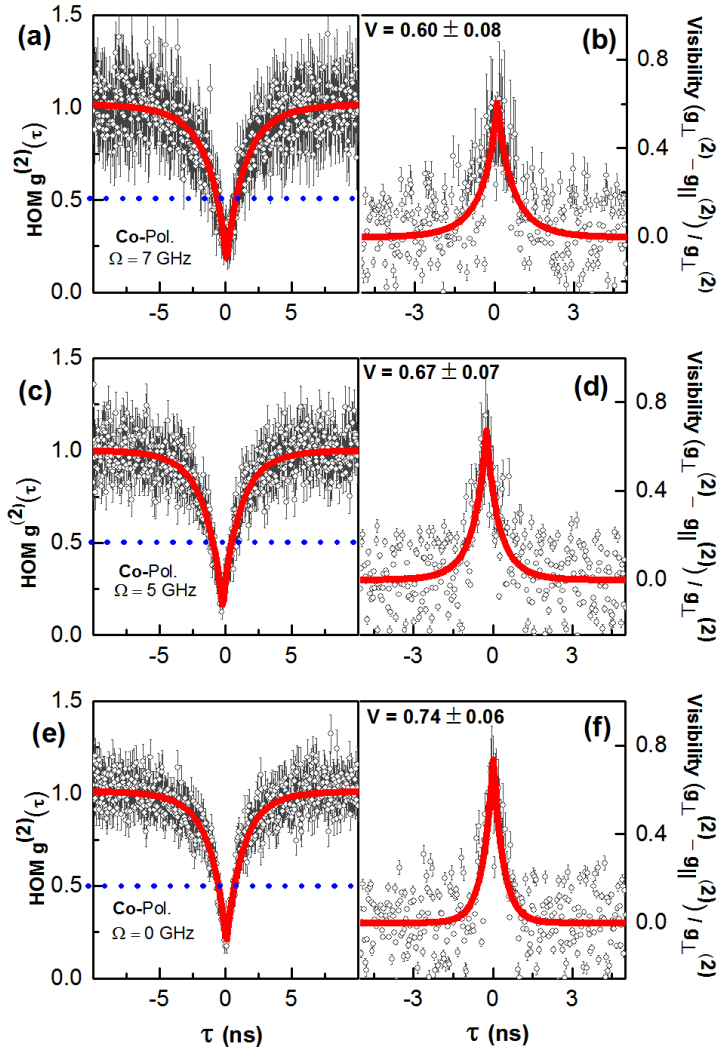 (a)
HOM g(2)(τ)
1.5
1.0
0.5
0.0
Co-Pol.
Ω = 7 GHz
-5 0 5
V = 0.60 ± 0.08
(b)
0.8
0.4
0.0
Visibility (g⊥(2) – g||(2)) / g⊥(2)
-3 0 3
(c)
HOM g(2)(τ)
1.5
1.0
0.5
0.0
Co-Pol.
Ω = 5 GHz
-5 0 5
V = 0.67 ± 0.07
(d)
0.8
0.4
0.0
Visibility (g⊥(2) – g||(2)) / g⊥(2)
-3 0 3
(e)
HOM g(2)(τ)
1.5
1.0
0.5
0.0
Co-Pol.
Ω = 0 GHz
-5 0 5
τ (ns)
V = 0.74 ± 0.06
(f)
0.8
0.4
0.0
Visibility (g⊥(2) – g||(2)) / g⊥(2)
-3 0 3
τ (ns)